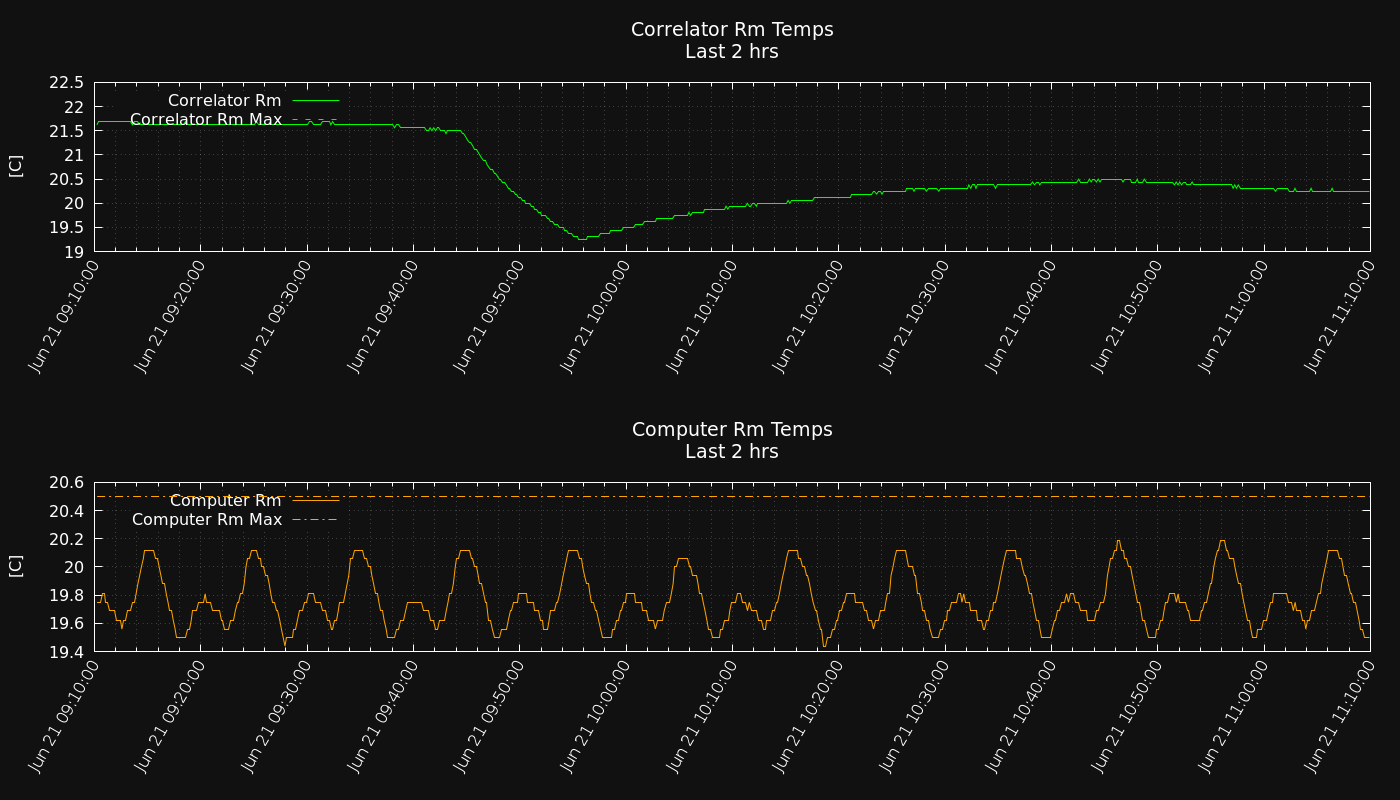 Correlator Rm Temps
Last 2 hrs
22.5
22
21.5
21
20.5
20
19.5
19
[C]
Correlator Rm
Correlator Rm Max
Jun 21 09:10:00
Jun 21 09:20:00
Jun 21 09:30:00
Jun 21 09:40:00
Jun 21 09:50:00
Jun 21 10:00:00
Jun 21 10:10:00
Jun 21 10:20:00
Jun 21 10:30:00
Jun 21 10:40:00
Jun 21 10:50:00
Jun 21 11:00:00
Jun 21 11:10:00
Computer Rm Temps
Last 2 hrs
20.6
20.4
20.2
20
19.8
19.6
19.4
[C]
Computer Rm
Computer Rm Max
Jun 21 09:10:00
Jun 21 09:20:00
Jun 21 09:30:00
Jun 21 09:40:00
Jun 21 09:50:00
Jun 21 10:00:00
Jun 21 10:10:00
Jun 21 10:20:00
Jun 21 10:30:00
Jun 21 10:40:00
Jun 21 10:50:00
Jun 21 11:00:00
Jun 21 11:10:00